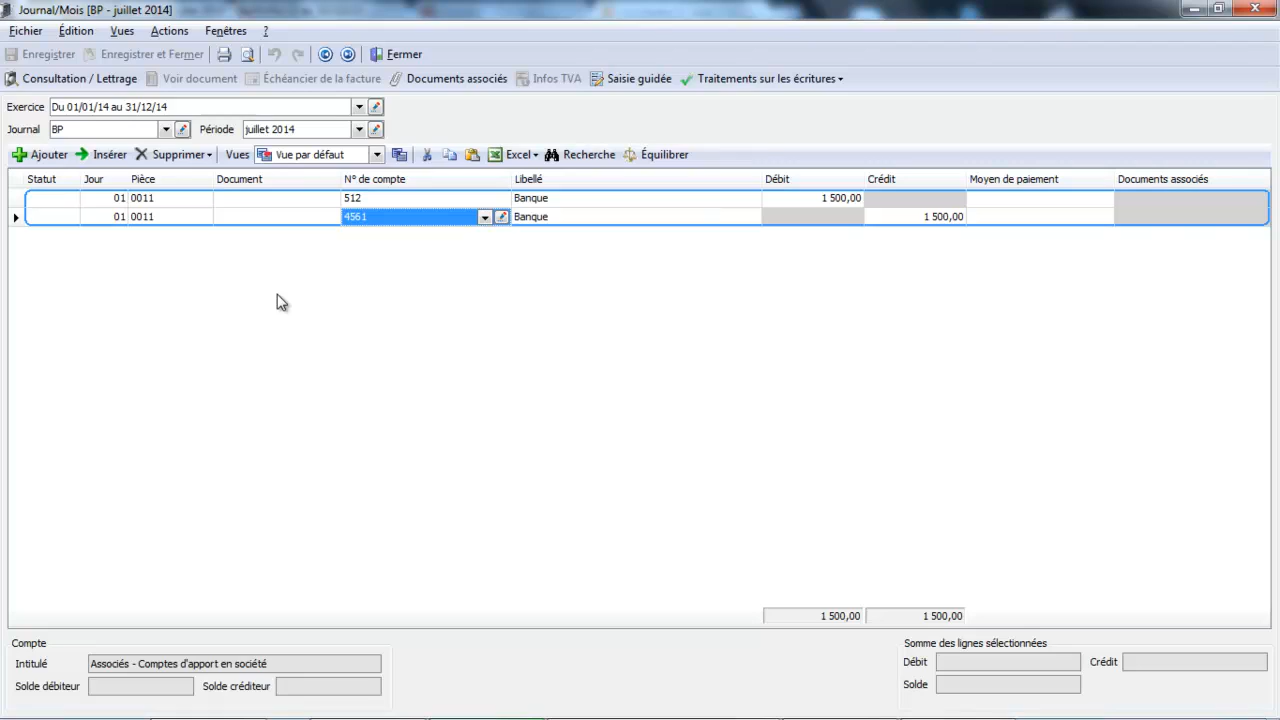 Journal/Mois [BP - juillet 2014]
Fichier Édition Vues Actions Fenêtres ?
Enregistrer Enregistrer et Fermer Fermer
Consultation / Lettrage Voir document Échéancier de la facture Documents associés Infos TVA Saisie guidée Traitements sur les écritures
Exercice Du 01/01/14 au 31/12/14
Journal BP Période juillet 2014
Ajouter Insérer Supprimer Vues Vue par défaut Excel Recherche Équilibrer
Statut Jour Pièce Document N° de compte Libellé Débit Crédit Moyen de paiement Documents associés
01 0011 512 Banque 1 500,00
01 0011 4561 Banque 1 500,00
1 500,00 1 500,00
Compte Somme des lignes sélectionnées
Intitulé Associés - Comptes d'apport en société Débit Crédit
Solde débiteur Solde créditeur Solde